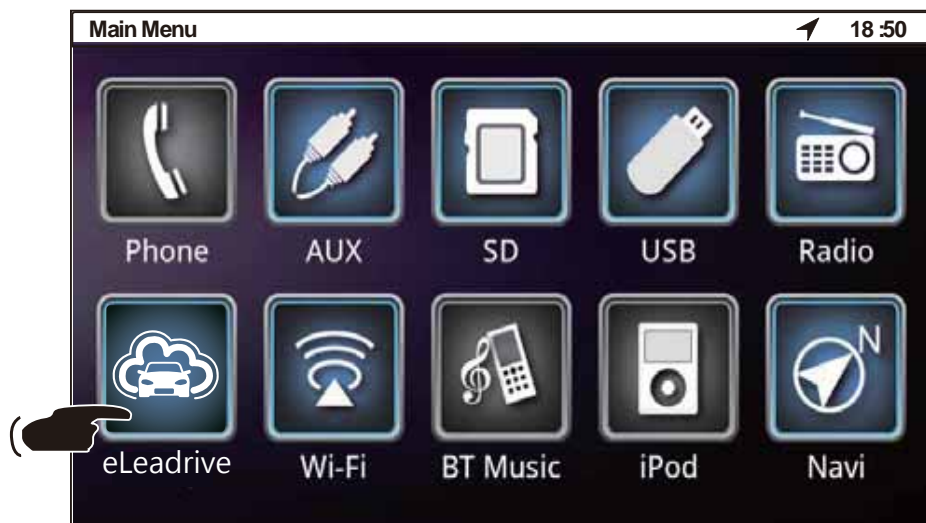 Main Menu 18:50
Phone AUX SD USB Radio
N
eLeadrive Wi-Fi BT Music iPod Navi